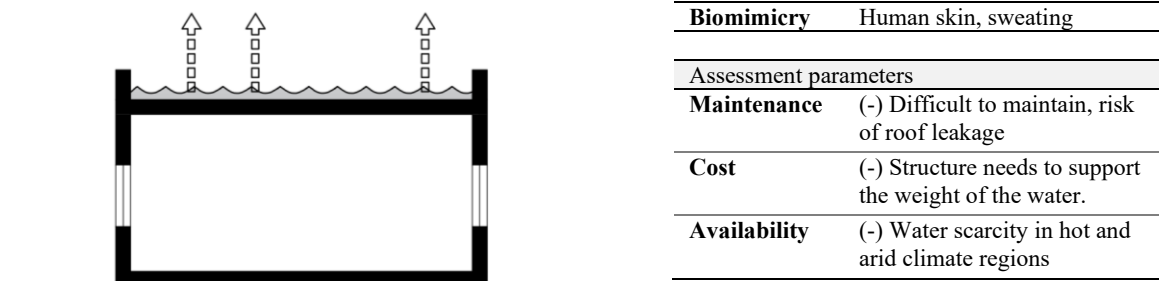 Biomimicry Human skin, sweating
Assessment parameters
Maintenance (-) Difficult to maintain, risk
of roof leakage
Cost (-) Structure needs to support
the weight of the water.
Availability (-) Water scarcity in hot and
arid climate regions